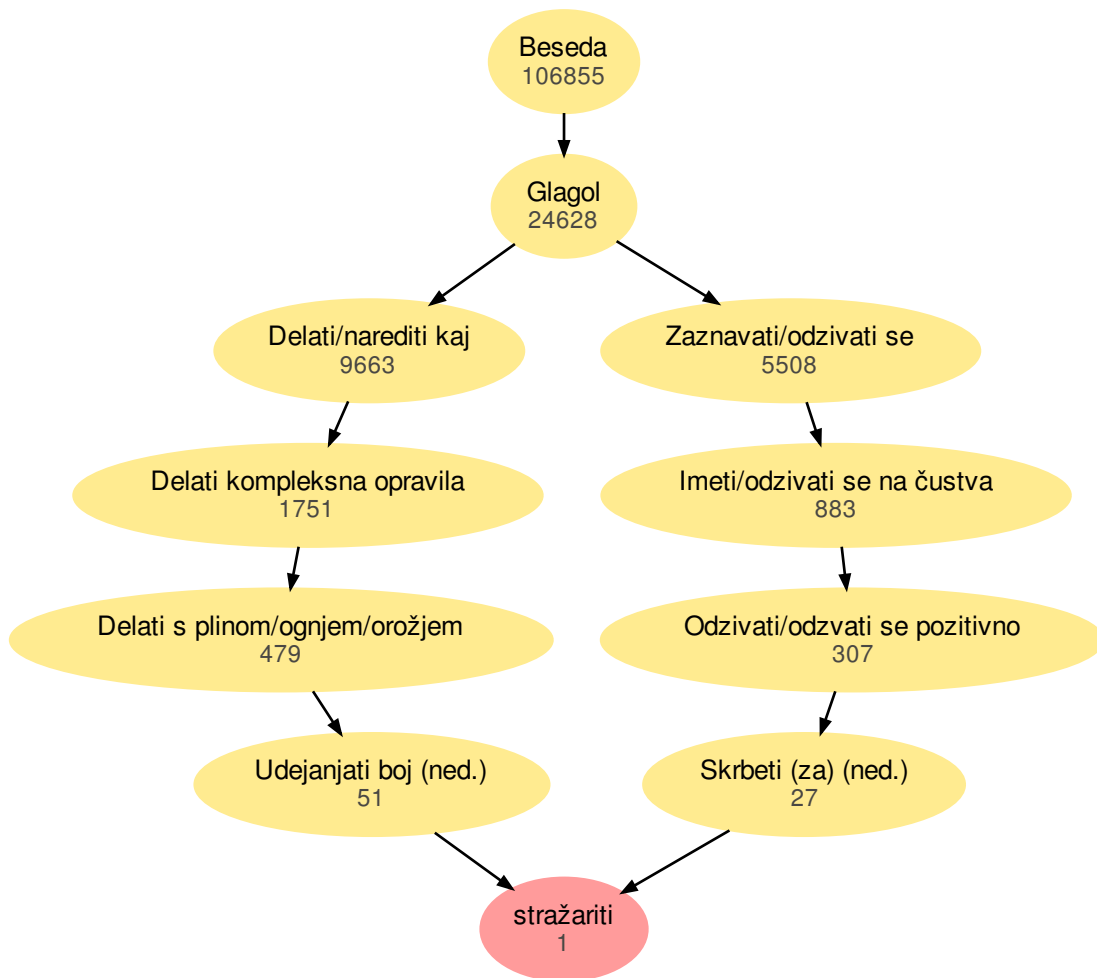 Beseda
106855
Glagol
24628
Delati/narediti kaj
9663
Zaznavati/odzivati se
5508
Delati kompleksna opravila
1751
Imeti/odzivati se na čustva
883
Delati s plinom/ognjem/orožjem
479
Odzivati/odzvati se pozitivno
307
Udejanjati boj (ned.)
51
Skrbeti (za) (ned.)
27
stražariti
1